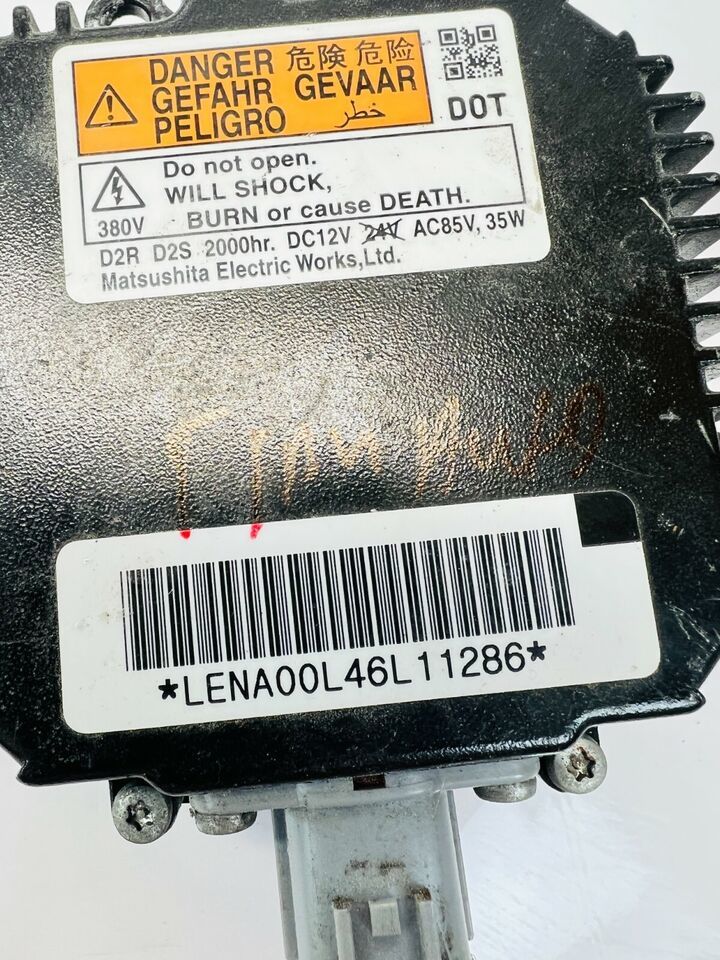 DANGER 危険 危险
GEFAHR GEVAAR
PELIGRO خطر
DOT
Do not open.
WILL SHOCK,
BURN or cause DEATH.
380V
D2R D2S 2000hr. DC12V 24V AC85V, 35W
Matsushita Electric Works,Ltd.
*LENA00L46L11286*